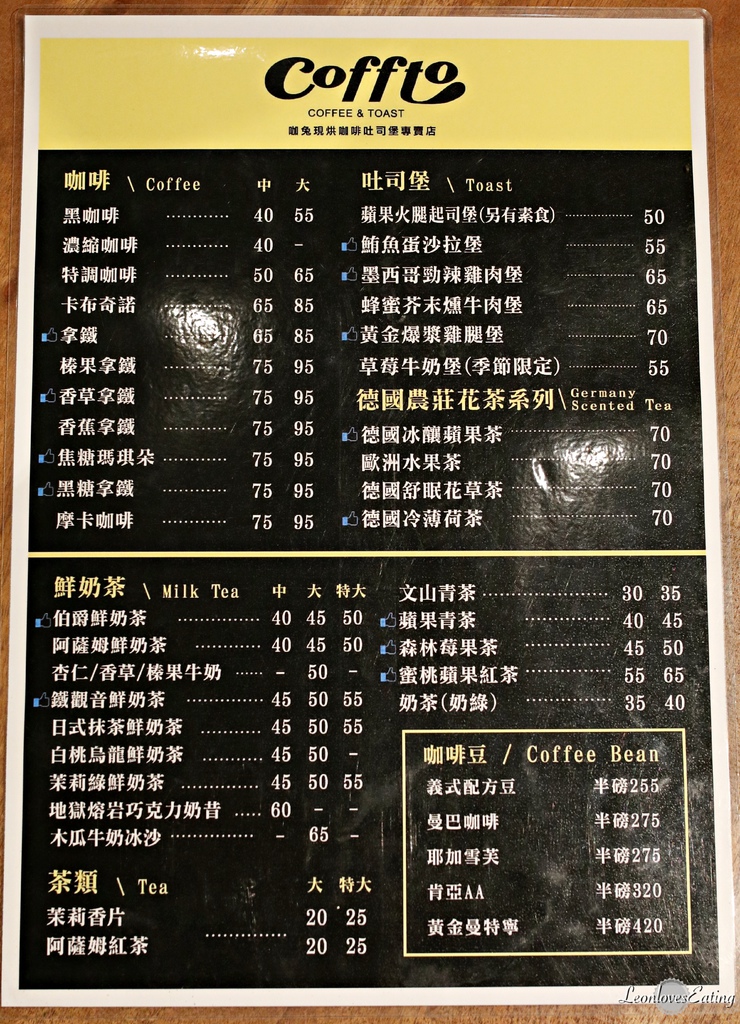 Coffto
COFFEE & TOAST
咖兔現烘咖啡吐司堡專賣店
咖啡 \ Coffee 中 大
黑咖啡 ………… 40 55
濃縮咖啡 ………… 40 -
特調咖啡 ………… 50 65
卡布奇諾 ………… 65 85
拿鐵 ………… 65 85
榛果拿鐵 ………… 75 95
香草拿鐵 ………… 75 95
香蕉拿鐵 ………… 75 95
焦糖瑪琪朵 ………… 75 95
黑糖拿鐵 ………… 75 95
摩卡咖啡 ………… 75 95
吐司堡 \ Toast
蘋果火腿起司堡(另有素食) ………… 50
鮪魚蛋沙拉堡 ………… 55
墨西哥勁辣雞肉堡 ………… 65
蜂蜜芥末燻牛肉堡 ………… 65
黃金爆漿雞腿堡 ………… 70
草莓牛奶堡(季節限定) ………… 55
德國農莊花茶系列 \ Germany Scented Tea
德國冰釀蘋果茶 ………… 70
歐洲水果茶 ………… 70
德國舒眠花草茶 ………… 70
德國冷薄荷茶 ………… 70
鮮奶茶 \ Milk Tea 中 大 特大
伯爵鮮奶茶 ………… 40 45 50
阿薩姆鮮奶茶 ………… 40 45 50
杏仁/香草/榛果牛奶 …… - 50 -
鐵觀音鮮奶茶 ………… 45 50 55
日式抹茶鮮奶茶 ………… 45 50 55
白桃烏龍鮮奶茶 ………… 45 50 -
茉莉綠鮮奶茶 ………… 45 50 55
地獄熔岩巧克力奶昔 ..... 60 - -
木瓜牛奶冰沙 ………… - 65 -
茶類 \ Tea 大 特大
茉莉香片 20 25
阿薩姆紅茶 ………… 20 25
文山青茶 ………… 30 35
蘋果青茶 ………… 40 45
森林莓果茶 ………… 45 50
蜜桃蘋果紅茶 ………… 55 65
奶茶(奶綠) ………… 35 40
咖啡豆 / Coffee Bean
義式配方豆 半磅255
曼巴咖啡 半磅275
耶加雪芙 半磅275
肯亞AA 半磅320
黃金曼特寧 半磅420
LeonlovesEating